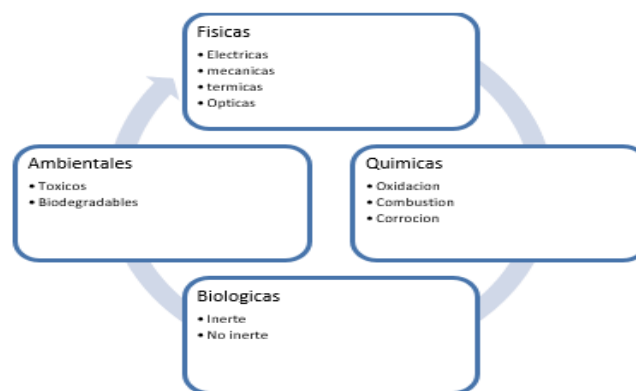 Fisicas
• Electricas
• mecanicas
• termicas
• Opticas
Quimicas
• Oxidacion
• Combustion
• Corrocion
Biologicas
• Inerte
• No inerte
Ambientales
• Toxicos
• Biodegradables